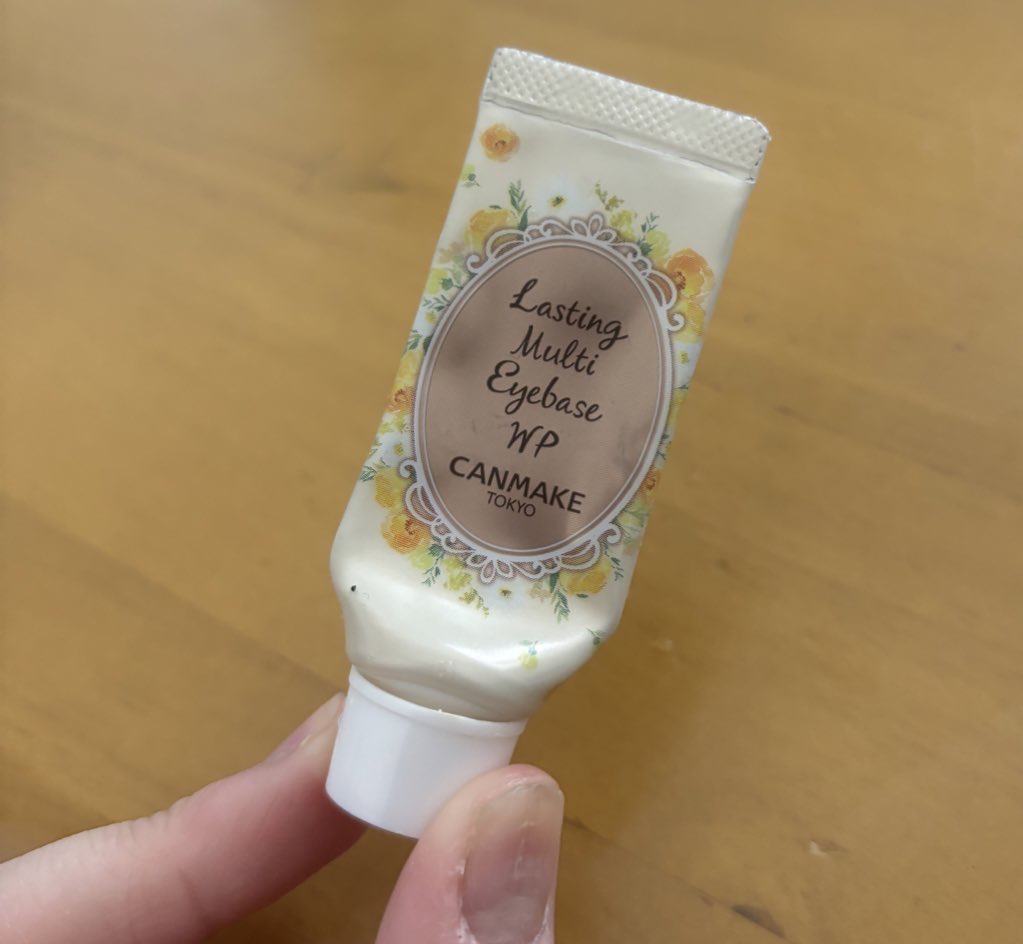 Lasting
Multi
Eyebase
WP
CANMAKE
TOKYO